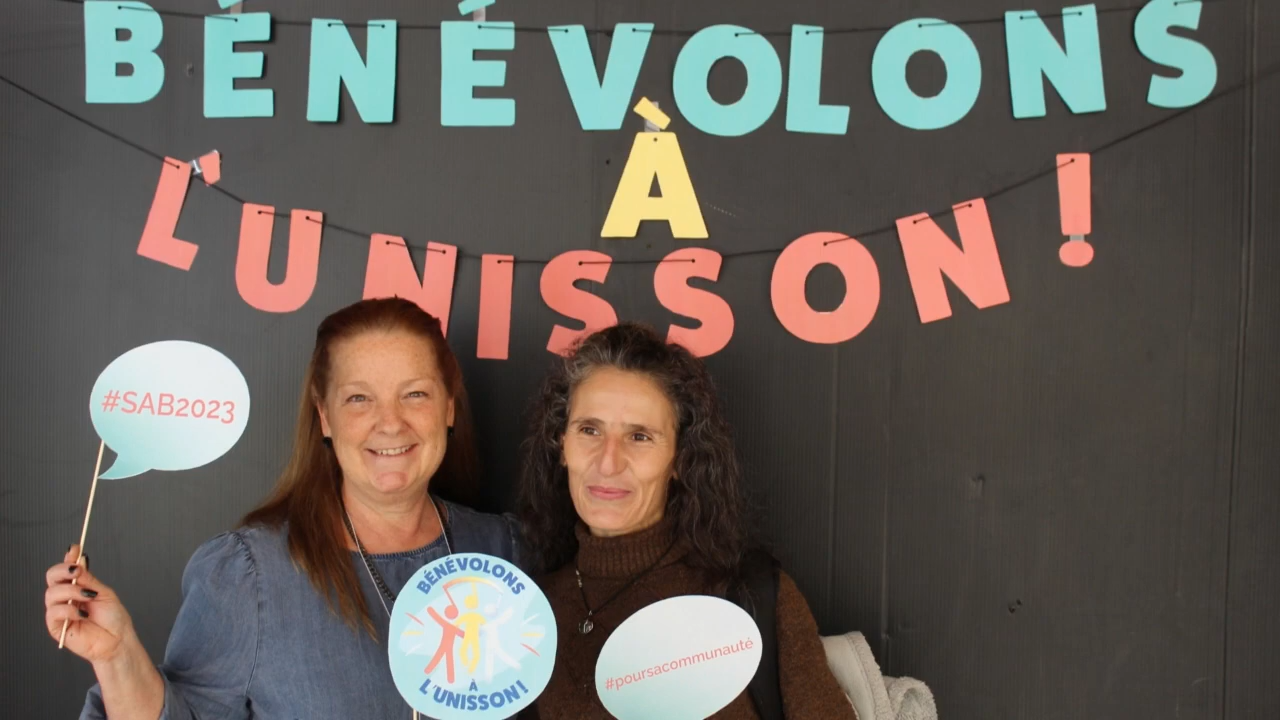 BÉNÉVOLONS
À
L'UNISSON !
#SAB2023
BÉNÉVOLONS
À
L'UNISSON!
#poursacommunauté